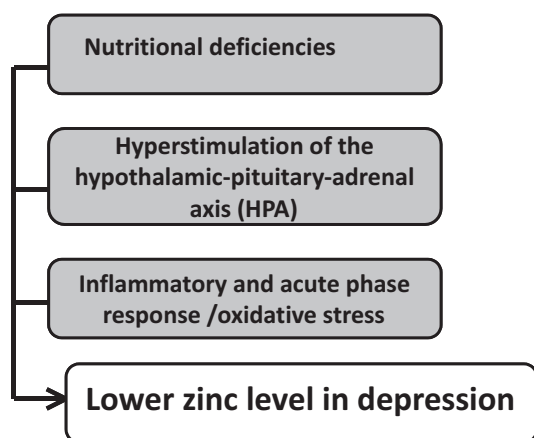 Nutritional deficiencies
Hyperstimulation of the
hypothalamic-pituitary-adrenal
axis (HPA)
Inflammatory and acute phase
response /oxidative stress
Lower zinc level in depression